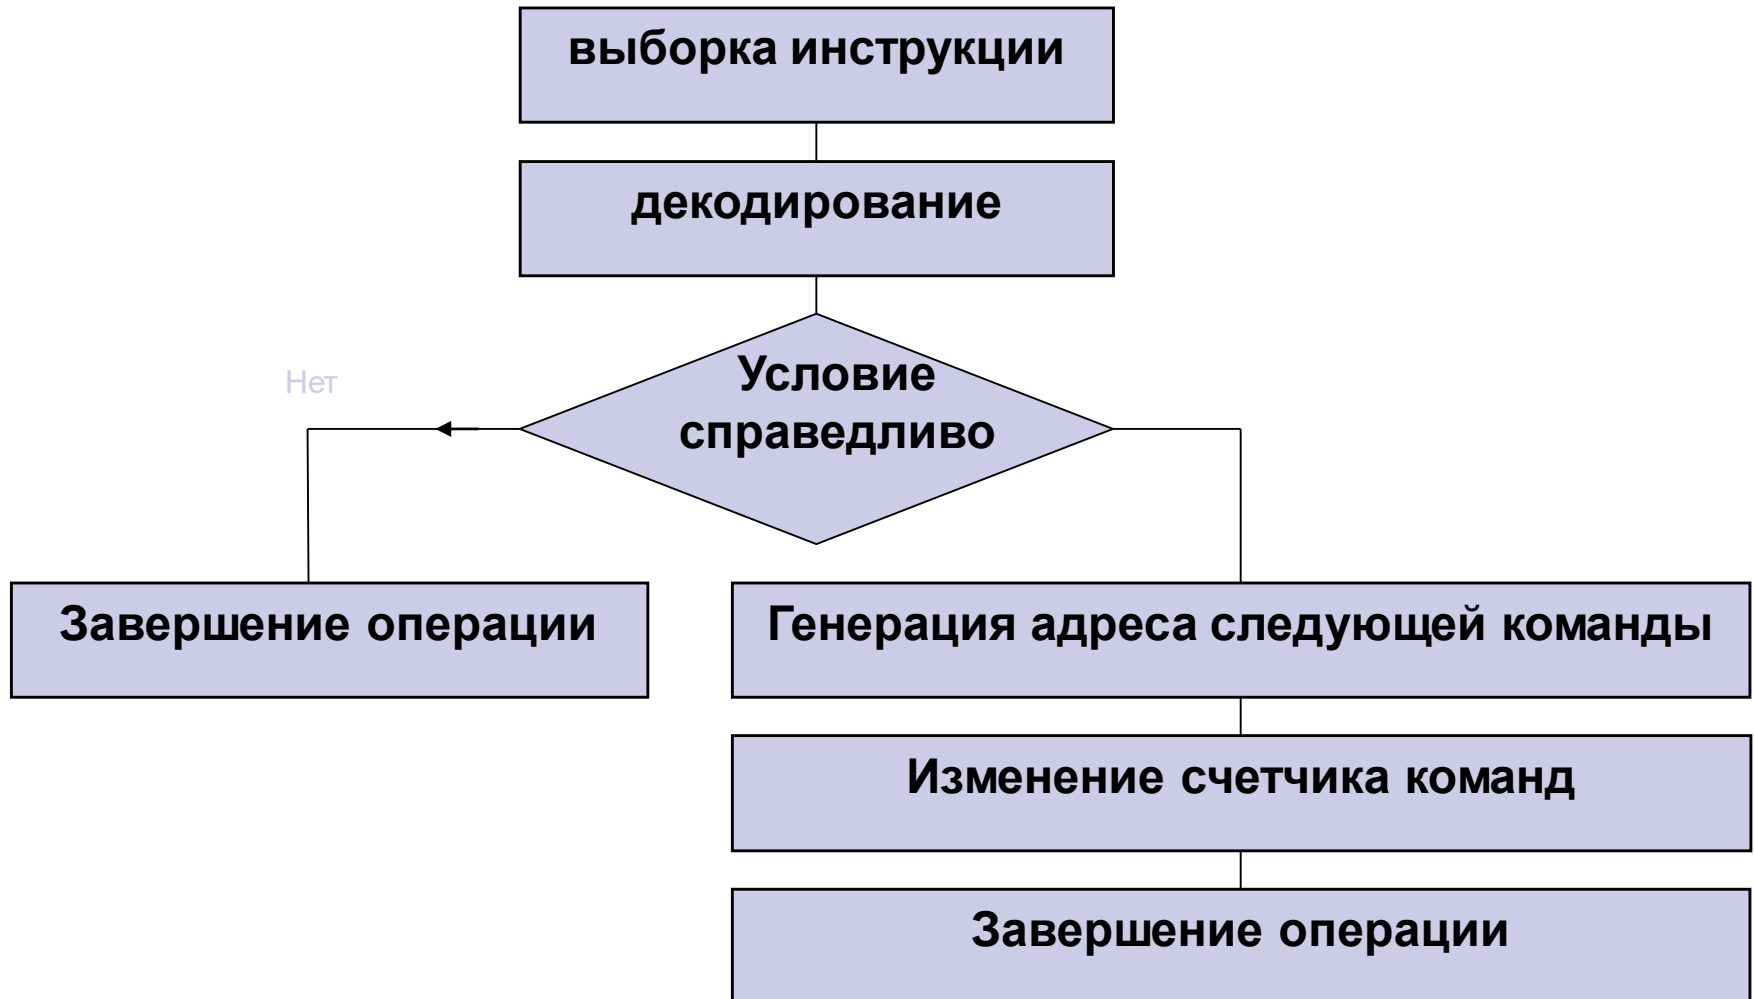 выборка инструкции
декодирование
Нет
Условие
справедливо
Завершение операции
Генерация адреса следующей команды
Изменение счетчика команд
Завершение операции